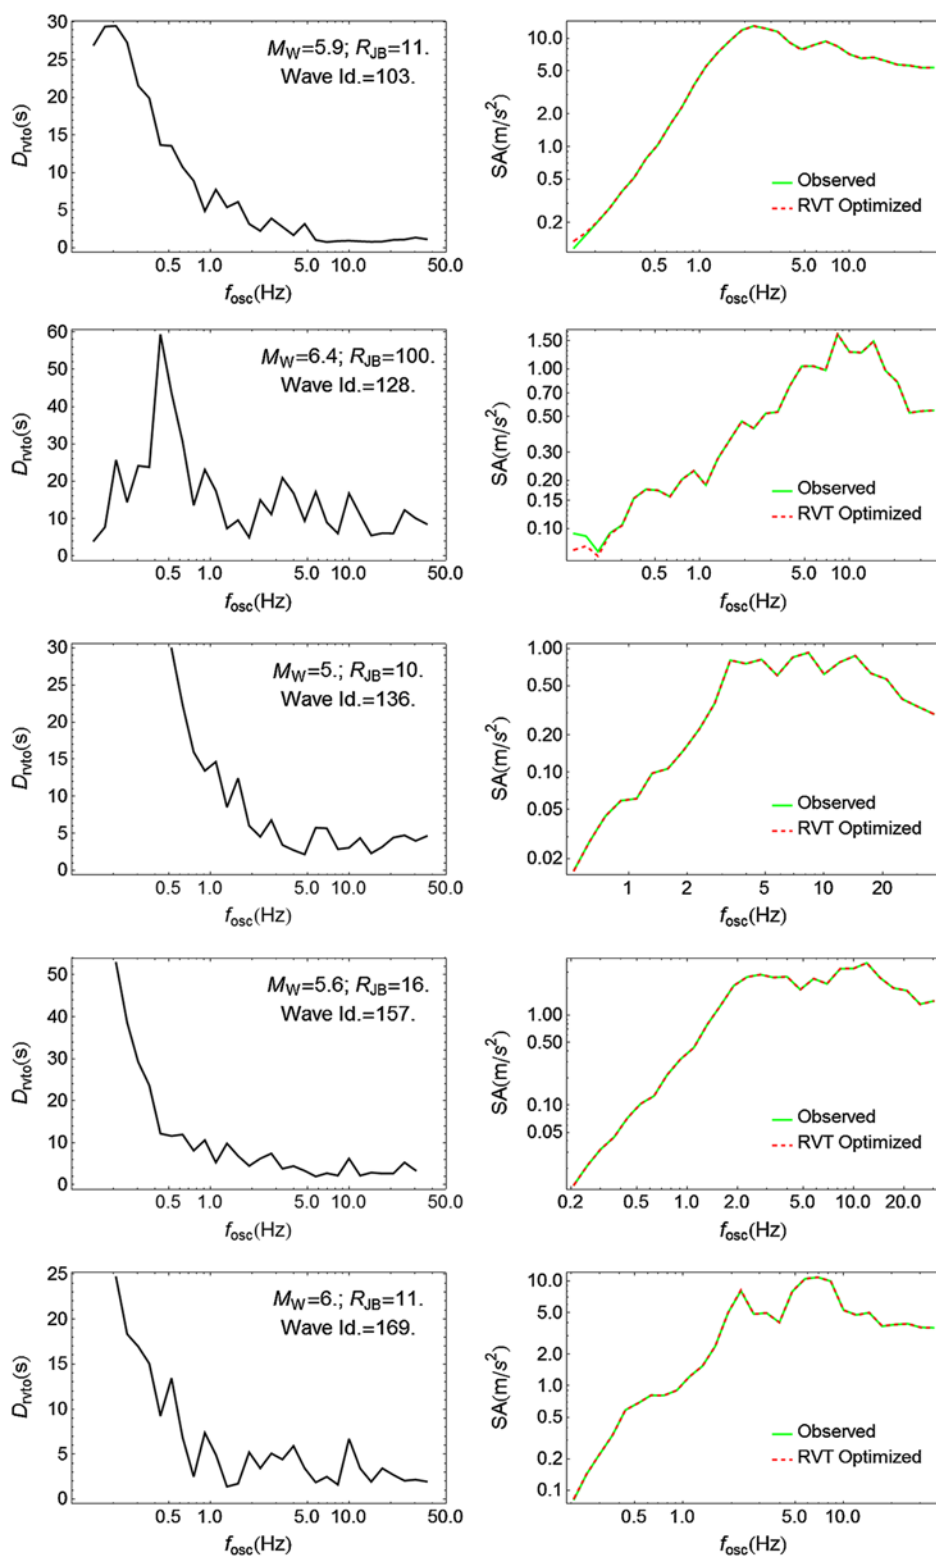 30
25
20
15
10
5
0
D_rvto(s)
M_W=5.9; R_JB=11.
Wave Id.=103.
0.5 1.0 5.0 10.0 50.0
f_osc(Hz)
10.0
5.0
1.0
0.5
0.2
SA(m/s²)
Observed
RVT Optimized
0.5 1.0 5.0 10.0
f_osc(Hz)
60
50
40
30
20
10
0
D_rvto(s)
M_W=6.4; R_JB=100.
Wave Id.=128.
0.5 1.0 5.0 10.0 50.0
f_osc(Hz)
1.50
1.00
0.50
0.30
0.20
0.15
0.10
SA(m/s²)
Observed
RVT Optimized
0.5 1.0 5.0 10.0
f_osc(Hz)
30
25
20
15
10
5
0
D_rvto(s)
M_W=5.; R_JB=10.
Wave Id.=136.
0.5 1.0 5.0 10.0 50.0
f_osc(Hz)
1.00
0.50
0.10
0.05
0.02
SA(m/s²)
Observed
RVT Optimized
1 2 5 10 20
f_osc(Hz)
50
40
30
20
10
0
D_rvto(s)
M_W=5.6; R_JB=16.
Wave Id.=157.
0.5 1.0 5.0 10.0 50.0
f_osc(Hz)
1.00
0.50
0.10
0.05
SA(m/s²)
Observed
RVT Optimized
0.2 0.5 1.0 2.0 5.0 10.0 20.0
f_osc(Hz)
25
20
15
10
5
0
D_rvto(s)
M_W=6.; R_JB=11.
Wave Id.=169.
0.5 1.0 5.0 10.0 50.0
f_osc(Hz)
10.0
5.0
2.0
1.0
0.5
0.2
0.1
SA(m/s²)
Observed
RVT Optimized
0.5 1.0 5.0 10.0
f_osc(Hz)